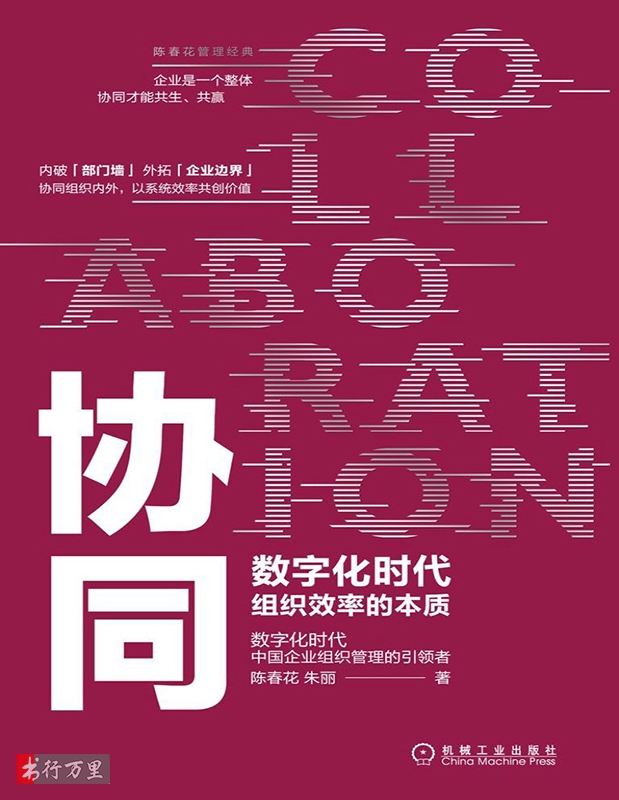 陈春花管理经典
企业是一个整体
协同才能共生、共赢
内破「部门墙」 外拓「企业边界」
协同组织内外，以系统效率共创价值
CO
LL
ABO
RAT
ION
协
同
数字化时代
组织效率的本质
数字化时代
中国企业组织管理的引领者
陈春花 朱丽 著
机械工业出版社
China Machine Press
书行万里